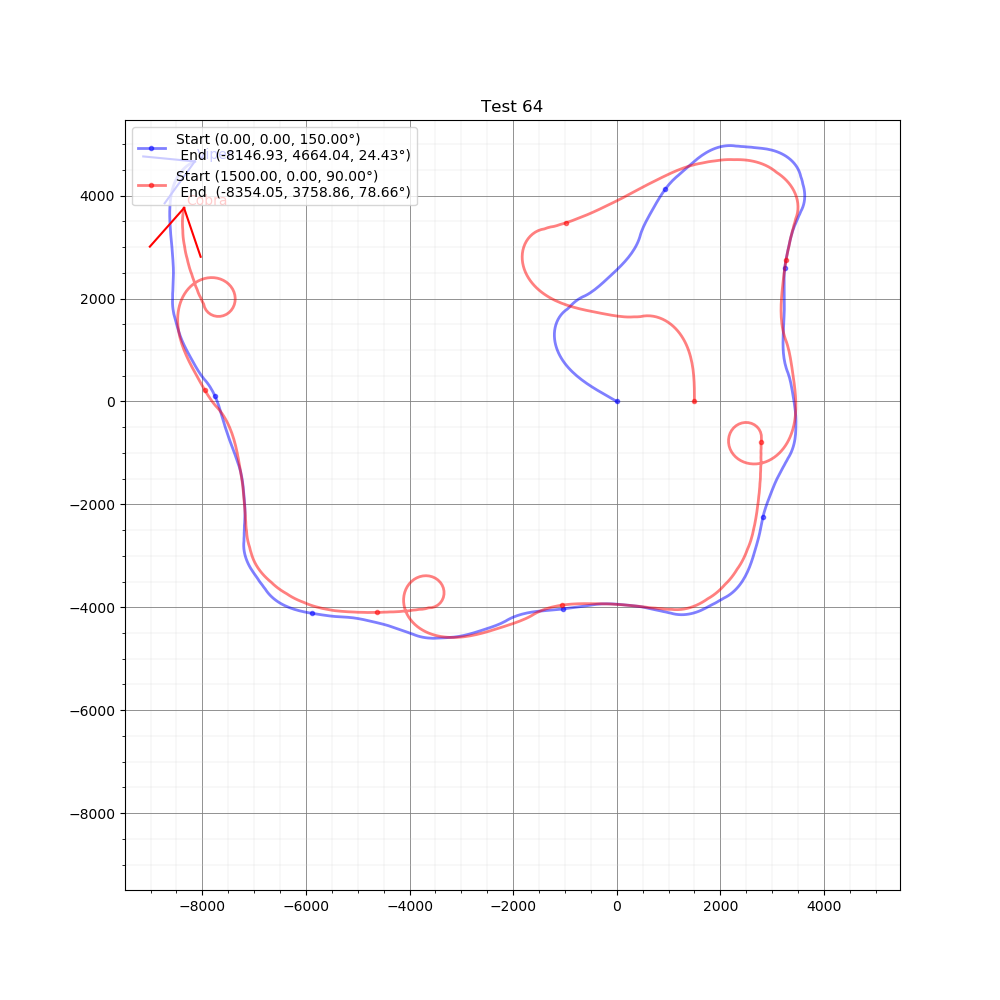 Test 64
Start (0.00, 0.00, 150.00°)
End (-8146.93, 4664.04, 24.43°)
Start (1500.00, 0.00, 90.00°)
End (-8354.05, 3758.86, 78.66°)
Cobra
4000
2000
0
−2000
−4000
−6000
−8000
−8000 −6000 −4000 −2000 0 2000 4000